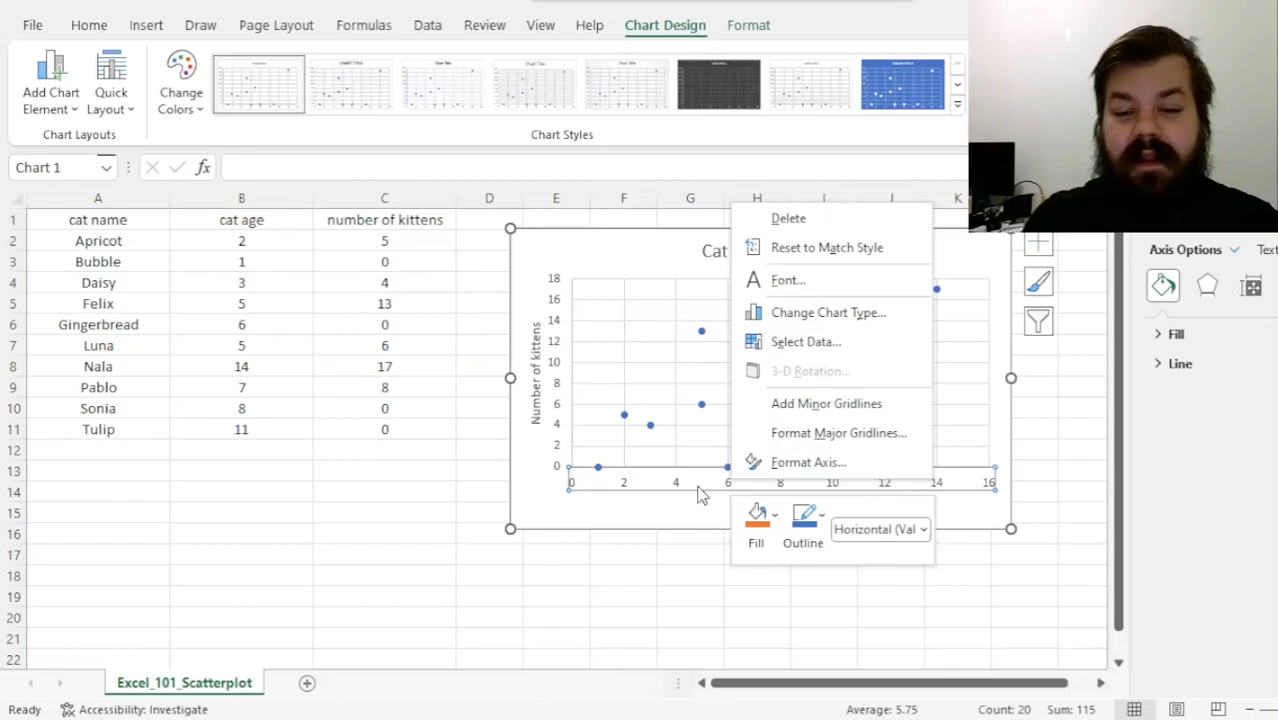 File Home Insert Draw Page Layout Formulas Data Review View Help Chart Design Format
Add Chart Element
Quick Layout
Change Colors
Chart Layouts
Chart Styles
Chart 1
fx
A B C D E F G H I J K
1 cat name cat age number of kittens
2 Apricot 2 5
3 Bubble 1 0
4 Daisy 3 4
5 Felix 5 13
6 Gingerbread 6 0
7 Luna 5 6
8 Nala 14 17
9 Pablo 7 8
10 Sonia 8 0
11 Tulip 11 0
12
13
14
15
16
17
18
19
20
21
22
Cat
Number of kittens
18
16
14
12
10
8
6
4
2
0
0 2 4 6 8 10 12 14 16
Delete
Reset to Match Style
A Font...
Change Chart Type...
Select Data...
3-D Rotation...
Add Minor Gridlines
Format Major Gridlines...
Format Axis...
Fill Outline Horizontal (Val
Axis Options Text
Fill
Line
Excel_101_Scatterplot
Ready Accessibility: Investigate Average: 5.75 Count: 20 Sum: 115